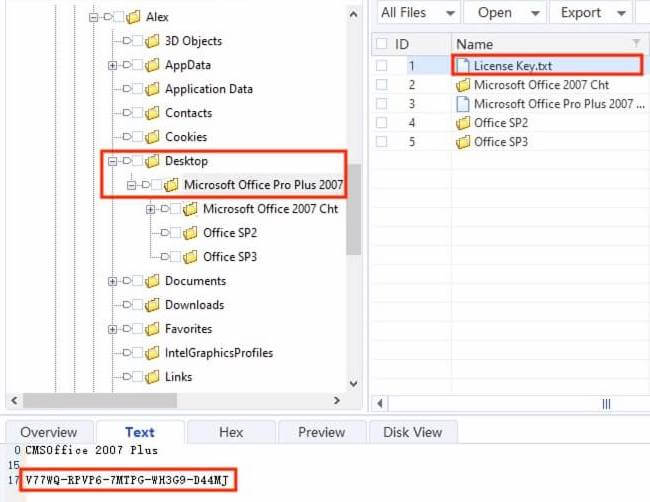 Alex
3D Objects
AppData
Application Data
Contacts
Cookies
Desktop
Microsoft Office Pro Plus 2007
Microsoft Office 2007 Cht
Office SP2
Office SP3
Documents
Downloads
Favorites
IntelGraphicsProfiles
Links
All Files Open Export
ID Name
1 License Key.txt
2 Microsoft Office 2007 Cht
3 Microsoft Office Pro Plus 2007 ...
4 Office SP2
5 Office SP3
Overview Text Hex Preview Disk View
0 CMSOffice 2007 Plus
15
17 V77WQ-RPVP6-7MTPG-WH3G9-D44MJ